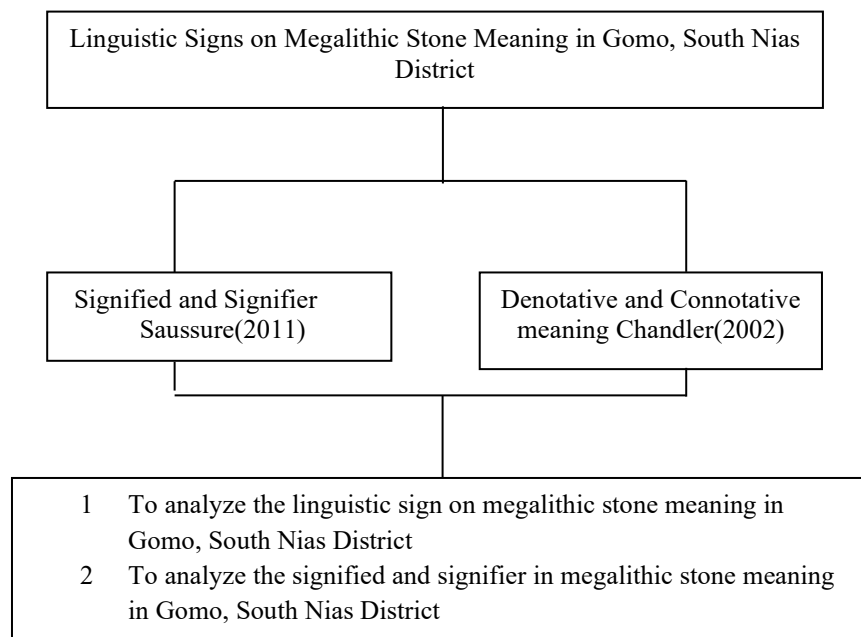 Linguistic Signs on Megalithic Stone Meaning in Gomo, South Nias
District
Signified and Signifier
Saussure(2011)
Denotative and Connotative
meaning Chandler(2002)
1 To analyze the linguistic sign on megalithic stone meaning in
Gomo, South Nias District
2 To analyze the signified and signifier in megalithic stone meaning
in Gomo, South Nias District